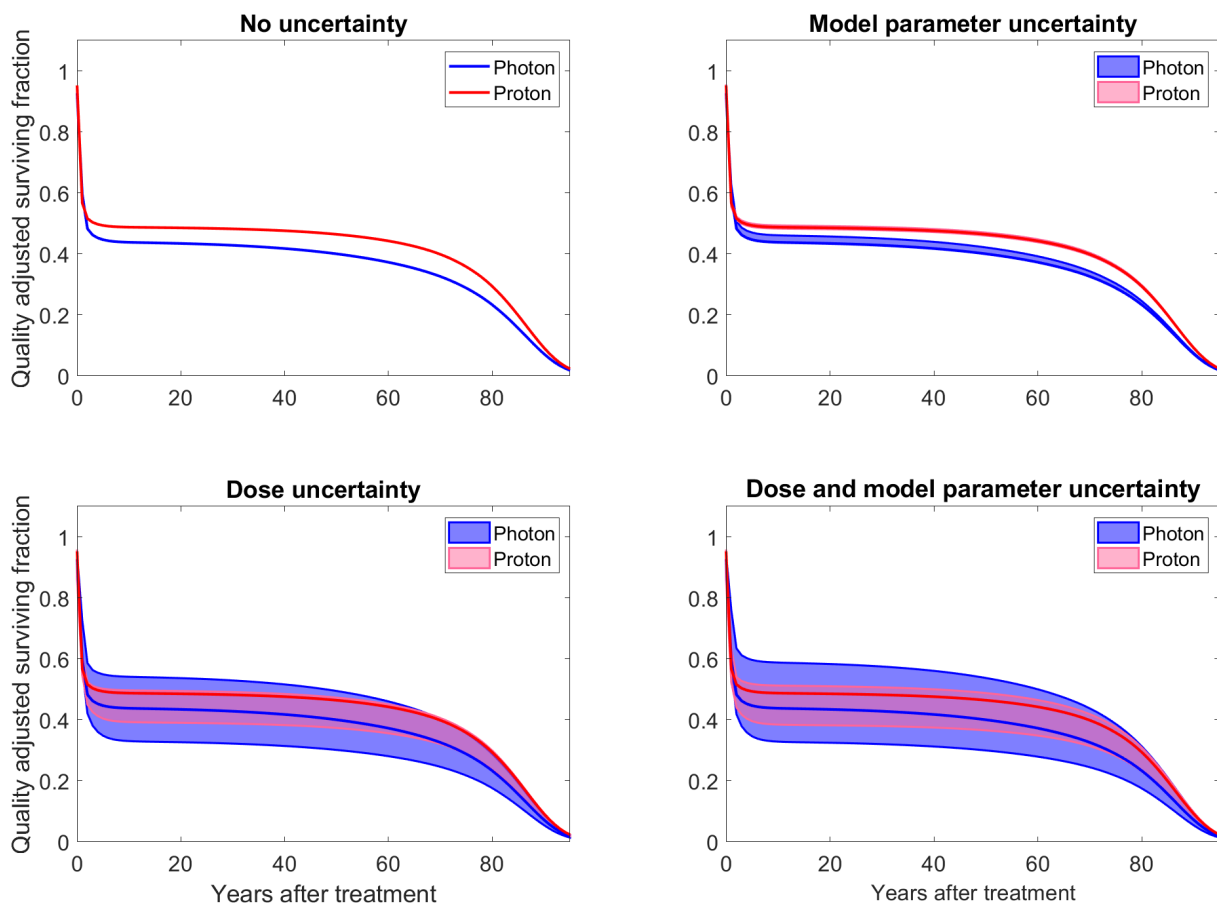 No uncertainty
Quality adjusted surviving fraction
1
0.8
0.6
0.4
0.2
0
0 20 40 60 80
Photon
Proton
Model parameter uncertainty
1
0.8
0.6
0.4
0.2
0
0 20 40 60 80
Photon
Proton
Dose uncertainty
Quality adjusted surviving fraction
1
0.8
0.6
0.4
0.2
0
0 20 40 60 80
Years after treatment
Photon
Proton
Dose and model parameter uncertainty
1
0.8
0.6
0.4
0.2
0
0 20 40 60 80
Years after treatment
Photon
Proton